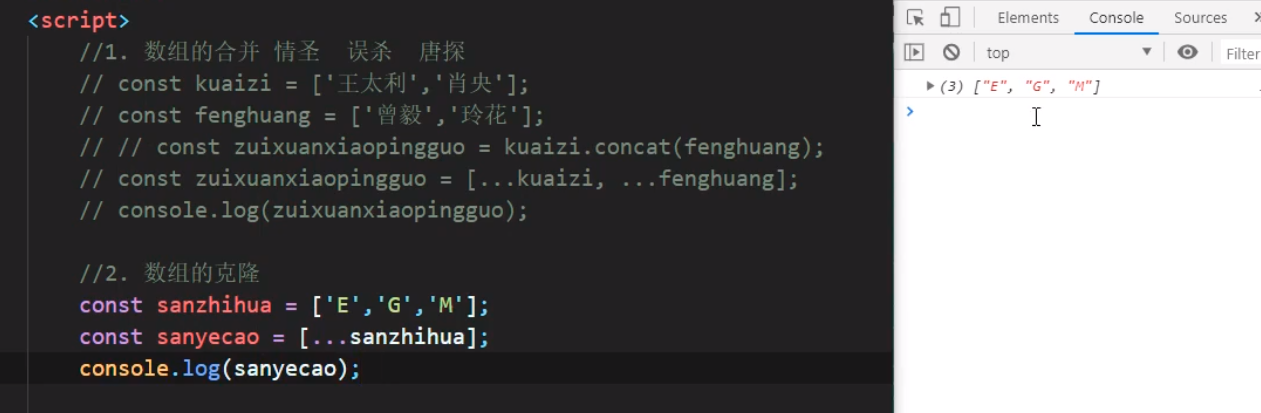 <script>
//1. 数组的合并 情圣  误杀  唐探
// const kuaizi = ['王太利','肖央'];
// const fenghuang = ['曾毅','玲花'];
// // const zuixuanxiaopingguo = kuaizi.concat(fenghuang);
// const zuixuanxiaopingguo = [...kuaizi, ...fenghuang];
// console.log(zuixuanxiaopingguo);
//2. 数组的克隆
const sanzhihua = ['E','G','M'];
const sanyecao = [...sanzhihua];
console.log(sanyecao);
Elements Console Sources
top Filter
(3) ["E", "G", "M"]